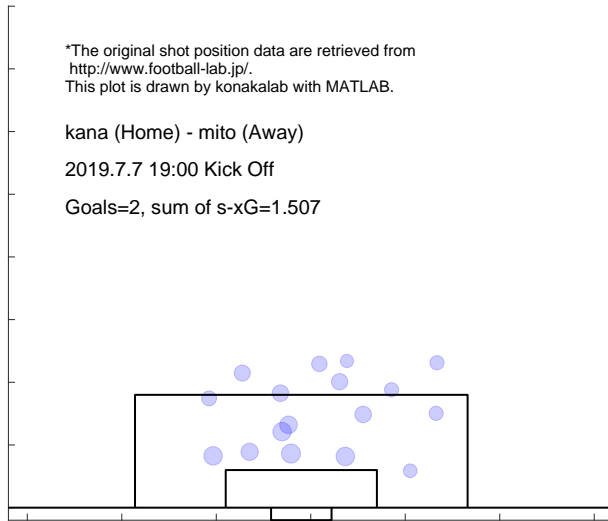 *The original shot position data are retrieved from
http://www.football-lab.jp/.
This plot is drawn by konakalab with MATLAB.
kana (Home) - mito (Away)
2019.7.7 19:00 Kick Off
Goals=2, sum of s-xG=1.507